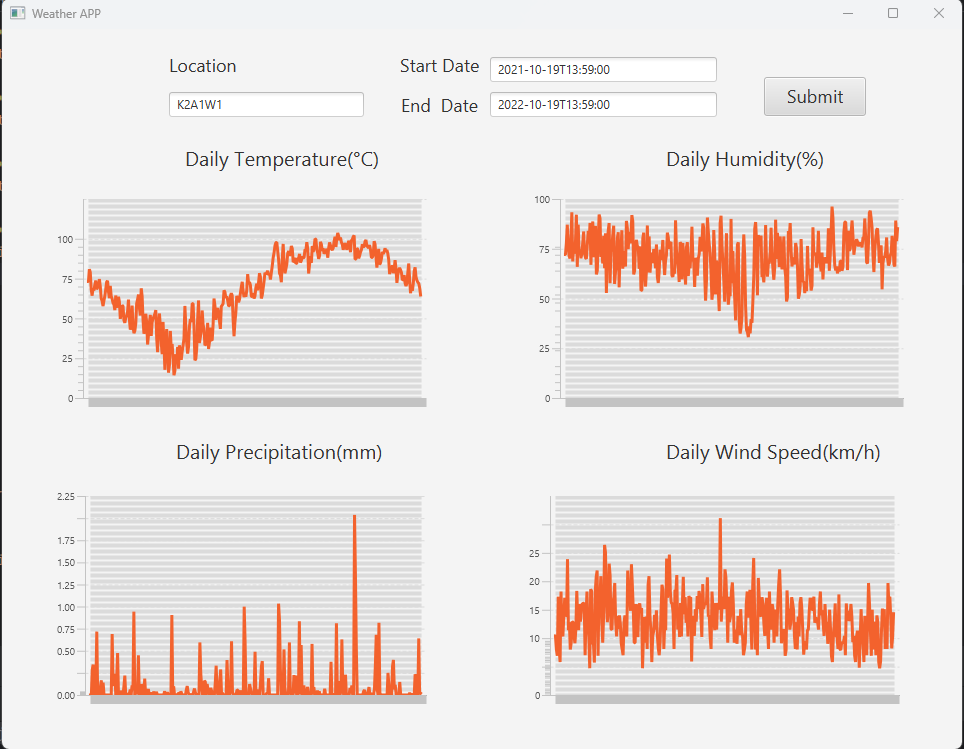 Weather APP
Location
Start Date
2021-10-19T13:59:00
K2A1W1
End Date
2022-10-19T13:59:00
Submit
Daily Temperature(°C)
100
75
50
25
0
Daily Humidity(%)
100
75
50
25
0
Daily Precipitation(mm)
2.25
1.75
1.50
1.25
1.00
0.75
0.50
0.00
Daily Wind Speed(km/h)
25
20
15
10
0